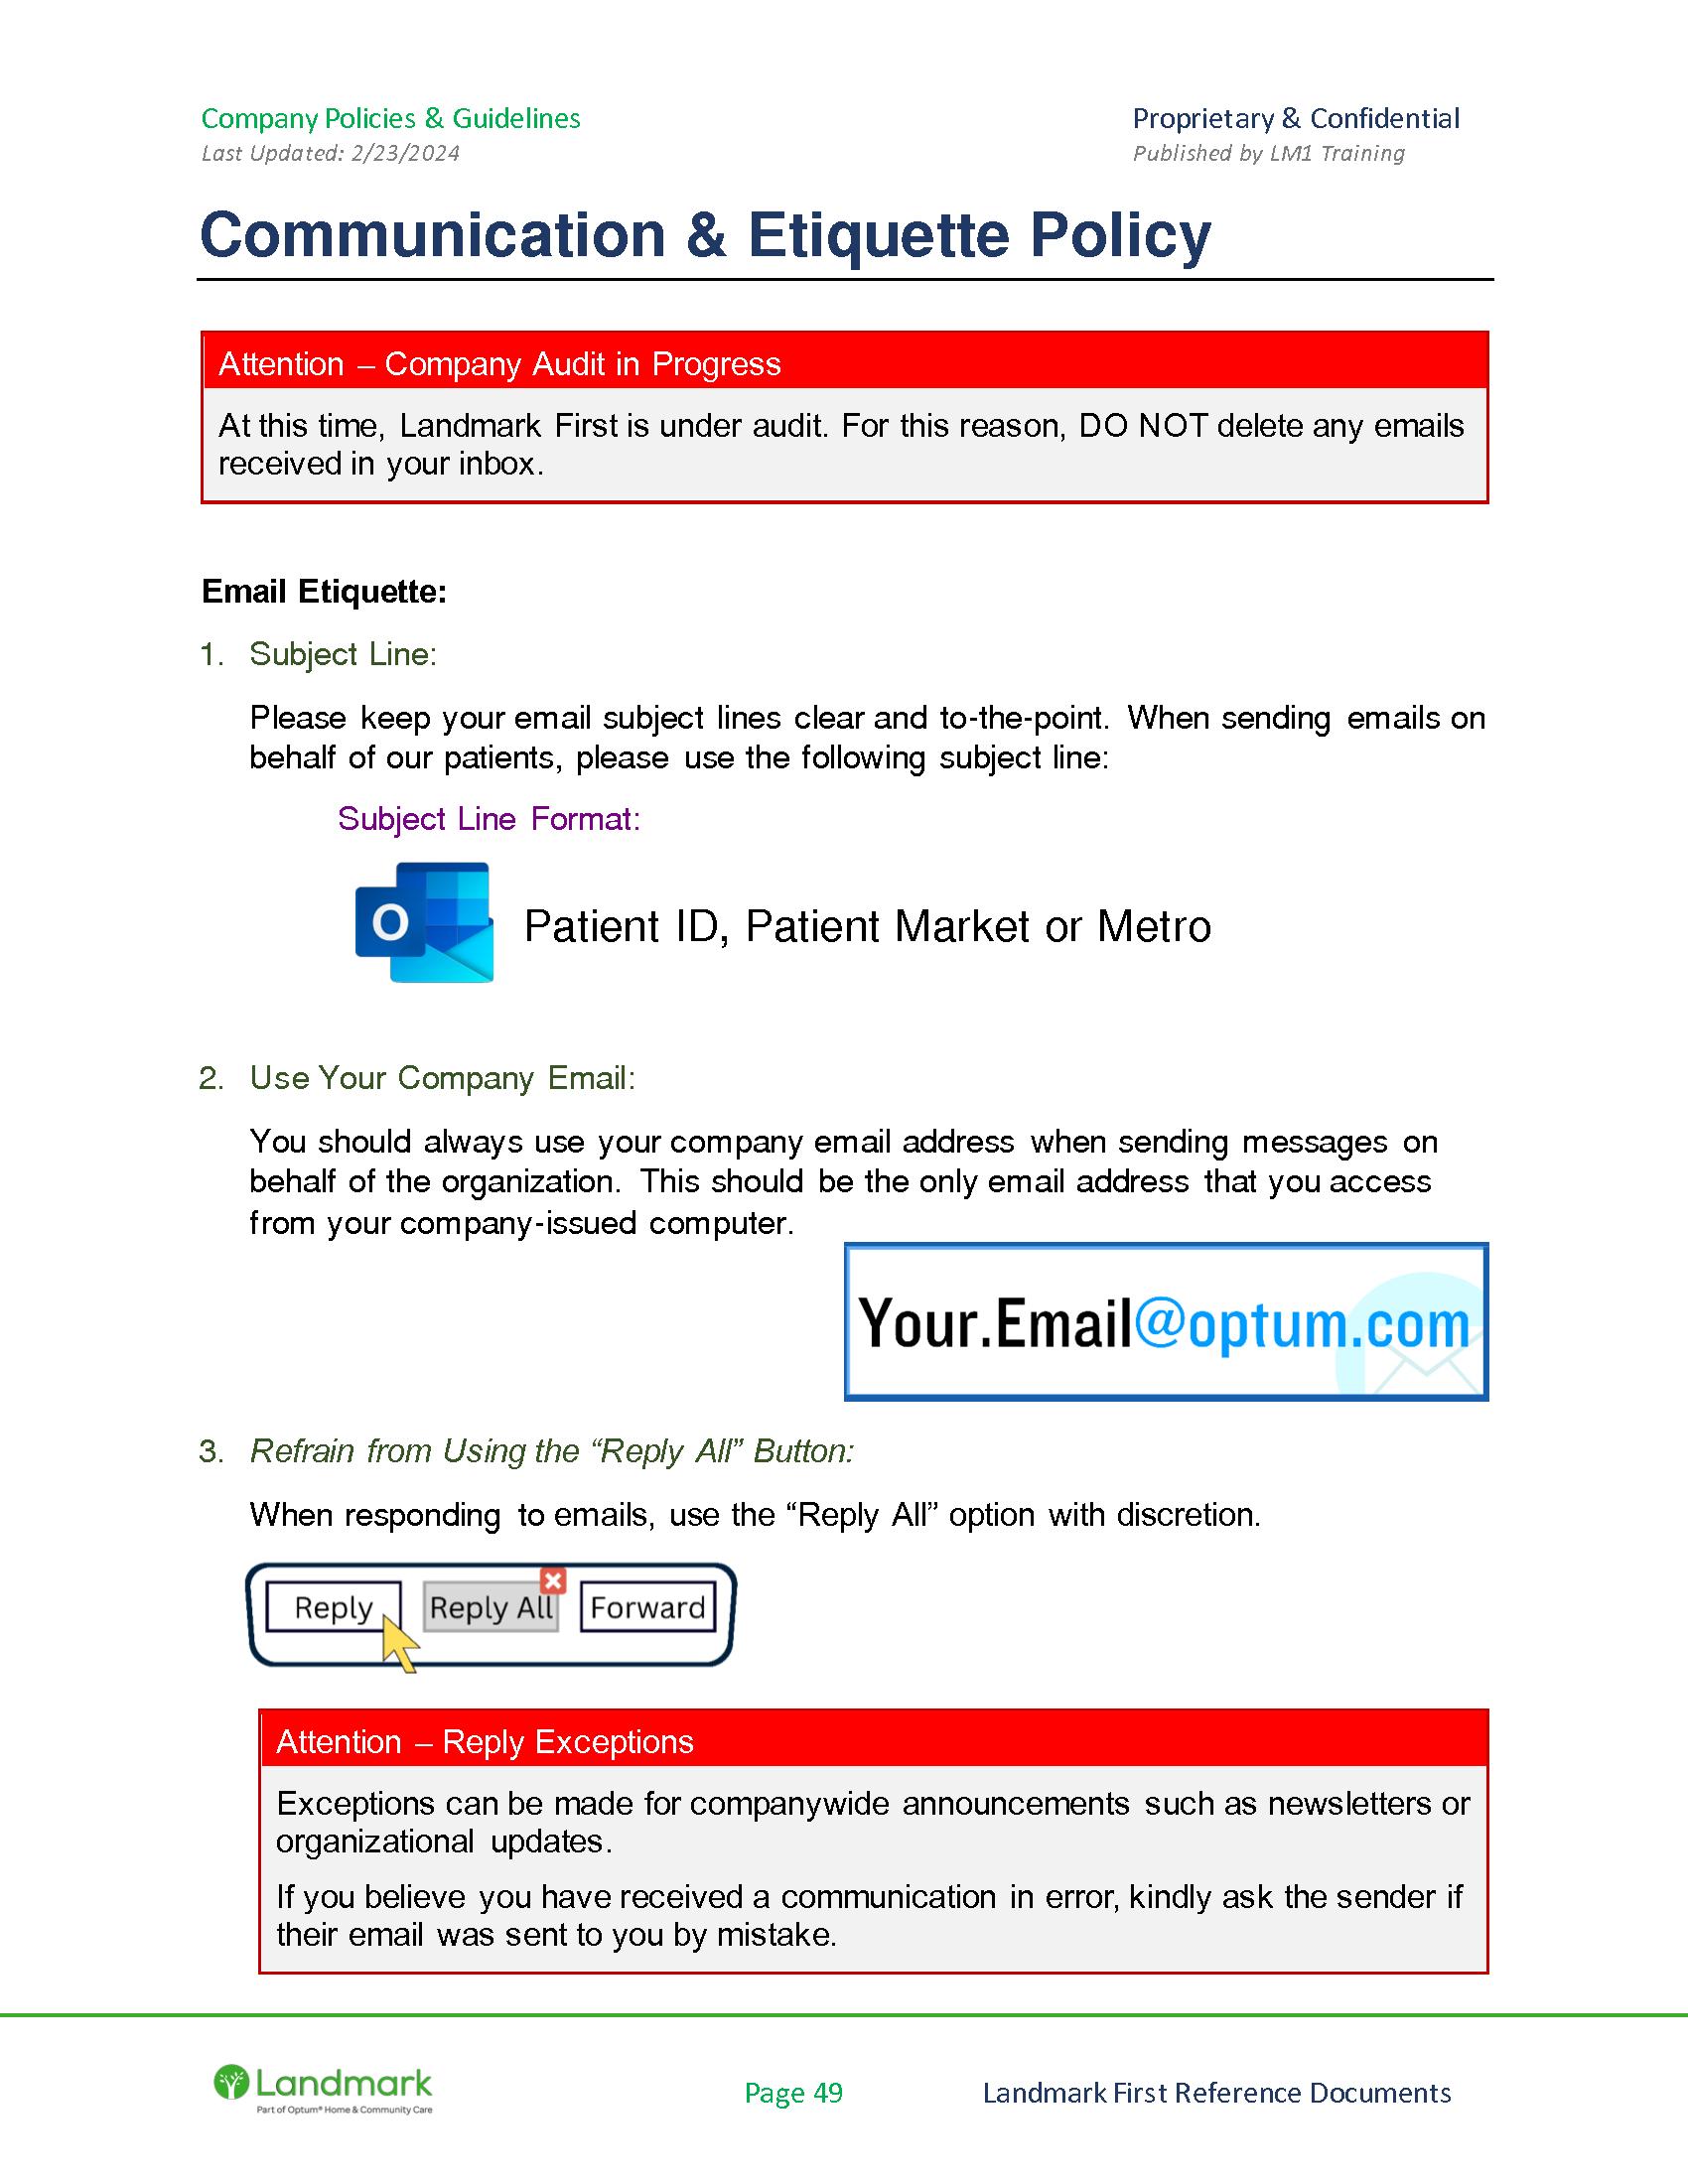 Company Policies & Guidelines
Last Updated: 2/23/2024
Proprietary & Confidential
Published by LM1 Training
Communication & Etiquette Policy
Attention – Company Audit in Progress
At this time, Landmark First is under audit. For this reason, DO NOT delete any emails
received in your inbox.
Email Etiquette:
1. Subject Line:
Please keep your email subject lines clear and to-the-point. When sending emails on
behalf of our patients, please use the following subject line:
Subject Line Format:
O
Patient ID, Patient Market or Metro
2. Use Your Company Email:
You should always use your company email address when sending messages on
behalf of the organization. This should be the only email address that you access
from your company-issued computer.
Your.Email@optum.com
3. Refrain from Using the “Reply All” Button:
When responding to emails, use the “Reply All” option with discretion.
Reply Reply All Forward
Attention – Reply Exceptions
Exceptions can be made for companywide announcements such as newsletters or
organizational updates.
If you believe you have received a communication in error, kindly ask the sender if
their email was sent to you by mistake.
Landmark
Part of Optum® Home & Community Care
Page 49
Landmark First Reference Documents